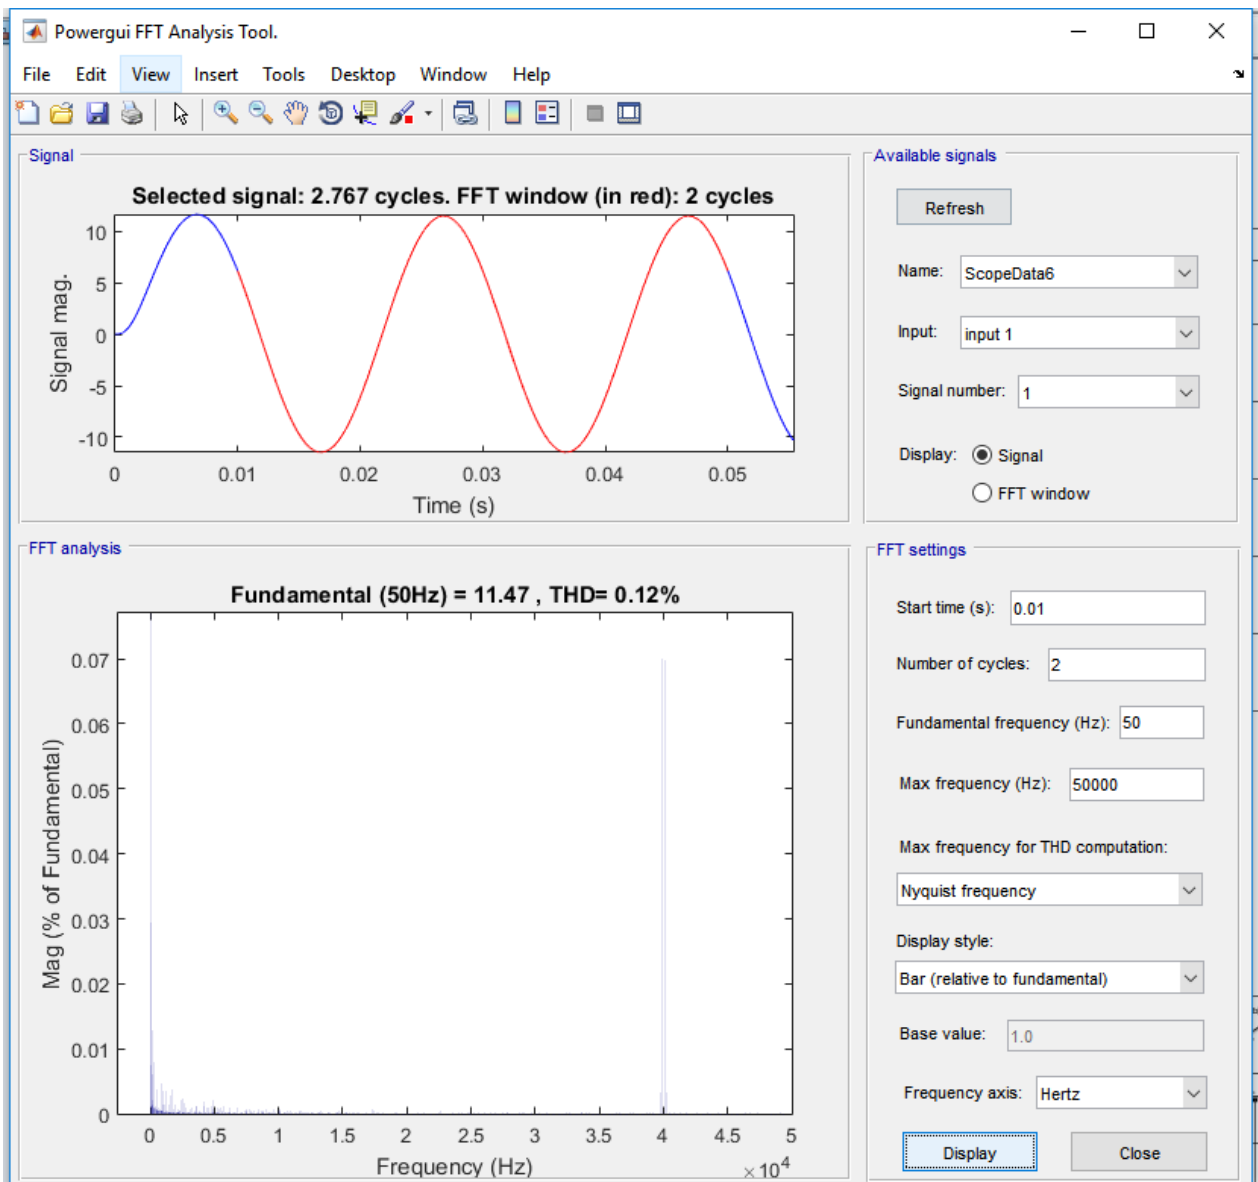 Powergui FFT Analysis Tool.
File Edit View Insert Tools Desktop Window Help
Signal
Selected signal: 2.767 cycles. FFT window (in red): 2 cycles
10
5
0
-5
-10
Signal mag.
0 0.01 0.02 0.03 0.04 0.05
Time (s)
Available signals
Refresh
Name: ScopeData6
Input: input 1
Signal number: 1
Display: Signal
FFT window
FFT analysis
Fundamental (50Hz) = 11.47 , THD= 0.12%
0.07
0.06
0.05
0.04
0.03
0.02
0.01
0
Mag (% of Fundamental)
0 0.5 1 1.5 2 2.5 3 3.5 4 4.5 5
Frequency (Hz)
×10^4
FFT settings
Start time (s): 0.01
Number of cycles: 2
Fundamental frequency (Hz): 50
Max frequency (Hz): 50000
Max frequency for THD computation:
Nyquist frequency
Display style:
Bar (relative to fundamental)
Base value: 1.0
Frequency axis: Hertz
Display Close